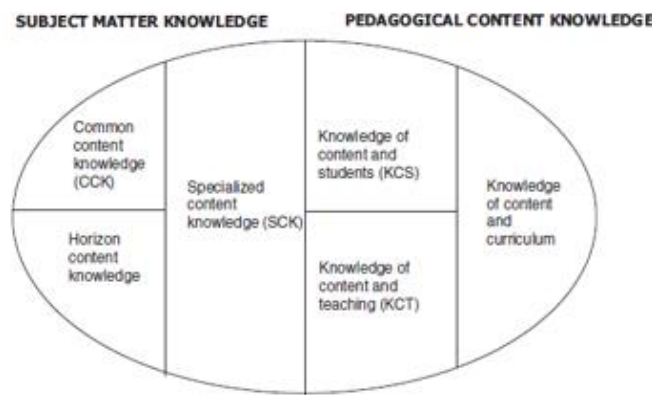 SUBJECT MATTER KNOWLEDGE
PEDAGOGICAL CONTENT KNOWLEDGE
Common
content
knowledge
(CCK)
Horizon
content
knowledge
Specialized
content
knowledge (SCK)
Knowledge of
content and
students (KCS)
Knowledge of
content and
teaching (KCT)
Knowledge
of content
and
curriculum